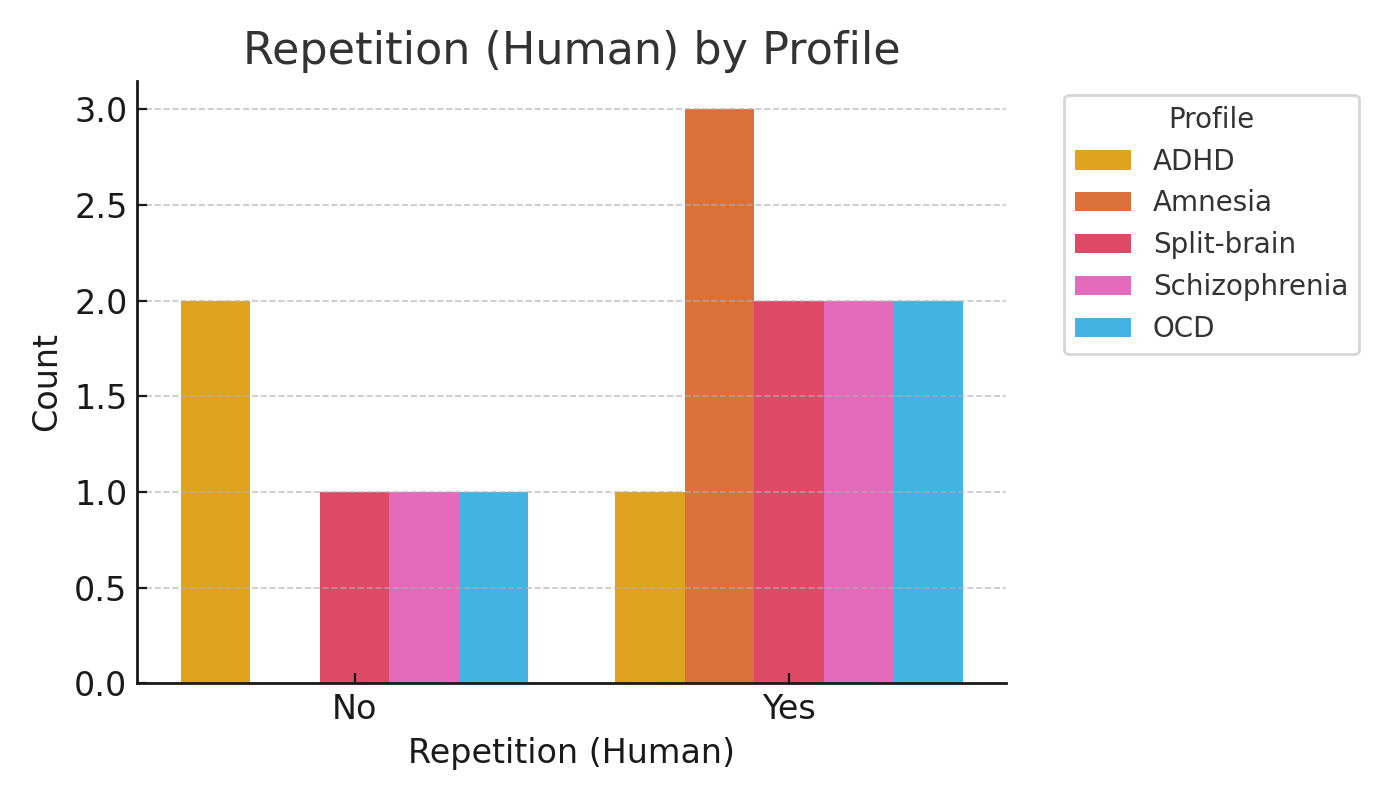 Repetition (Human) by Profile
3.0
2.5
2.0
1.5
1.0
0.5
0.0
Count
No
Yes
Repetition (Human)
Profile
ADHD
Amnesia
Split-brain
Schizophrenia
OCD